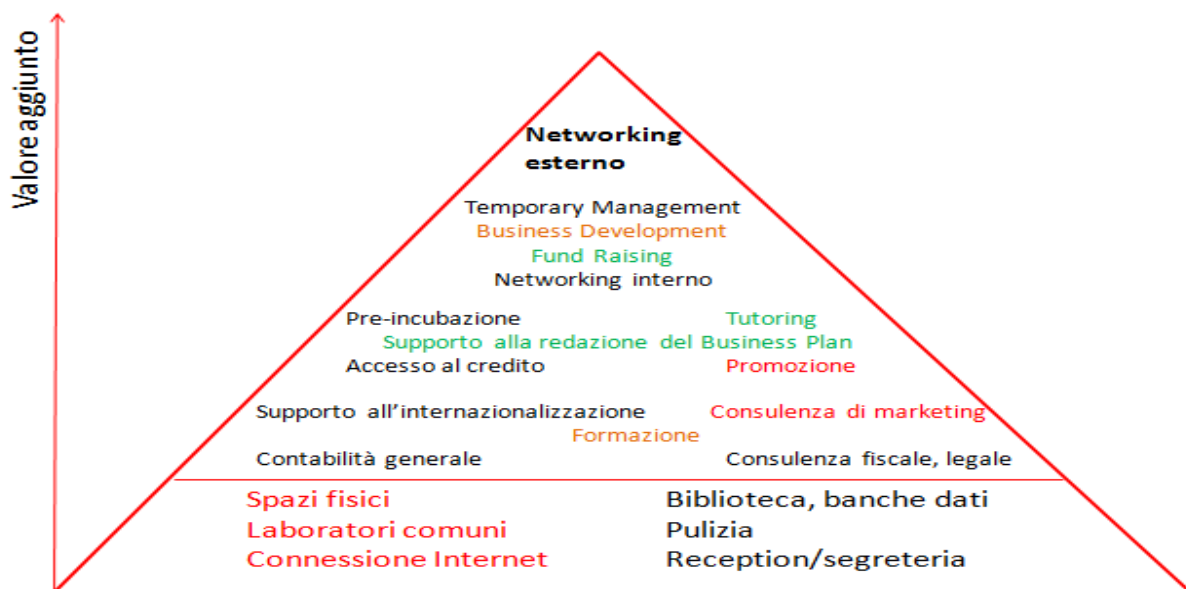 Valore aggiunto
Networking
esterno
Temporary Management
Business Development
Fund Raising
Networking interno
Pre-incubazione Tutoring
Supporto alla redazione del Business Plan
Accesso al credito Promozione
Supporto all’internazionalizzazione Consulenza di marketing
Formazione
Contabilità generale Consulenza fiscale, legale
Spazi fisici Biblioteca, banche dati
Laboratori comuni Pulizia
Connessione Internet Reception/segreteria